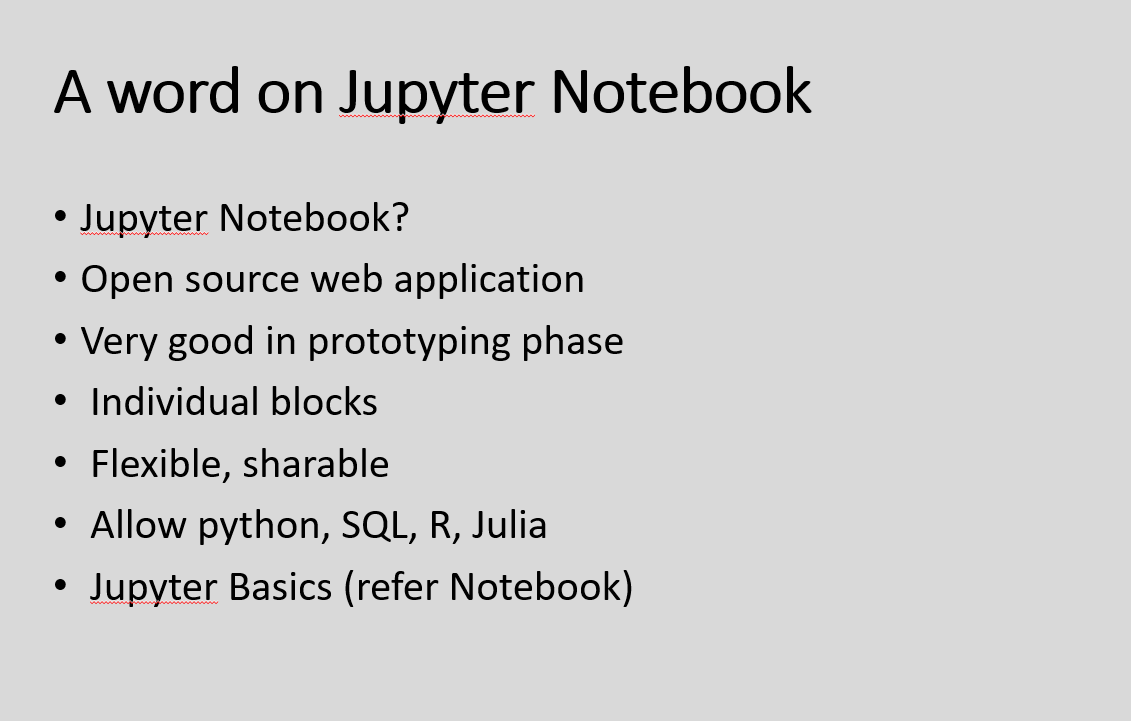 A word on Jupyter Notebook
• Jupyter Notebook?
• Open source web application
• Very good in prototyping phase
• Individual blocks
• Flexible, sharable
• Allow python, SQL, R, Julia
• Jupyter Basics (refer Notebook)